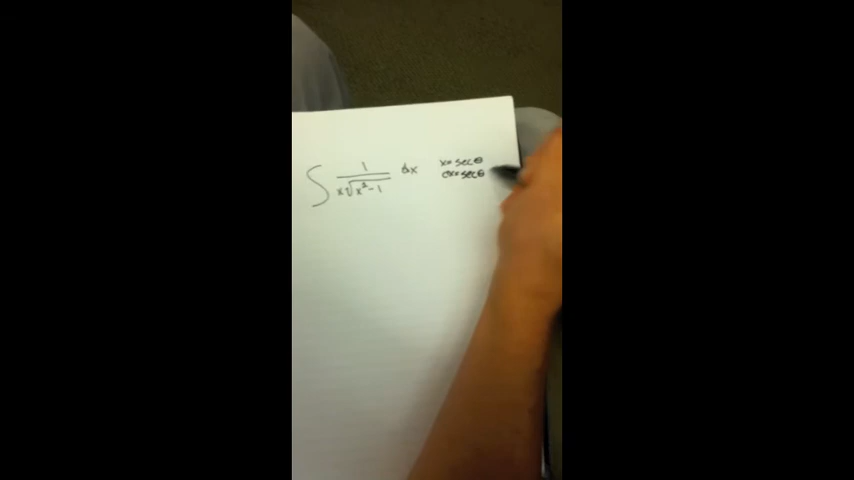 ∫ 1/(x√(x²-1)) dx
x=secθ
dx=secθ